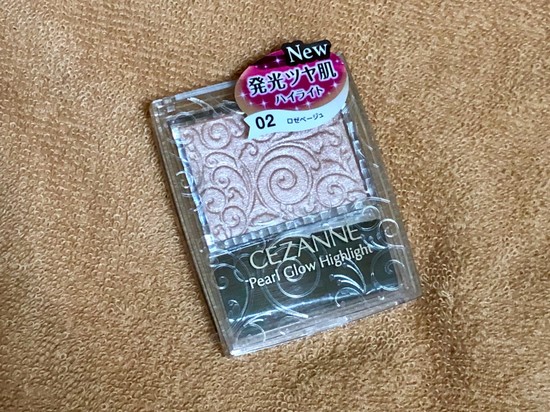 New
発光ツヤ肌
ハイライト
02 ロゼベージュ
CEZANNE
Pearl Glow Highlight